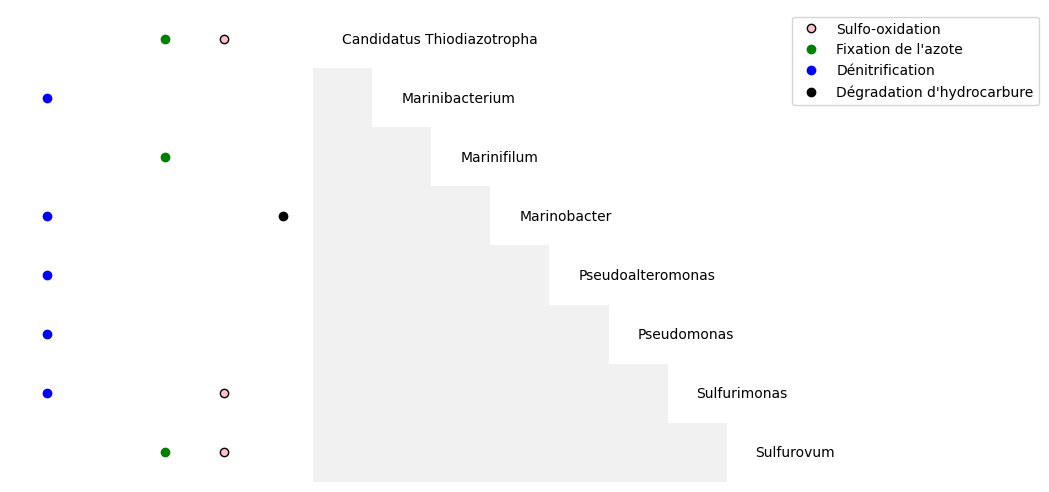 Candidatus Thiodiazotropha
Sulfo-oxidation
Fixation de l'azote
Dénitrification
Dégradation d'hydrocarbure
Marinibacterium
Marinifilum
Marinobacter
Pseudoalteromonas
Pseudomonas
Sulfurimonas
Sulfurovum